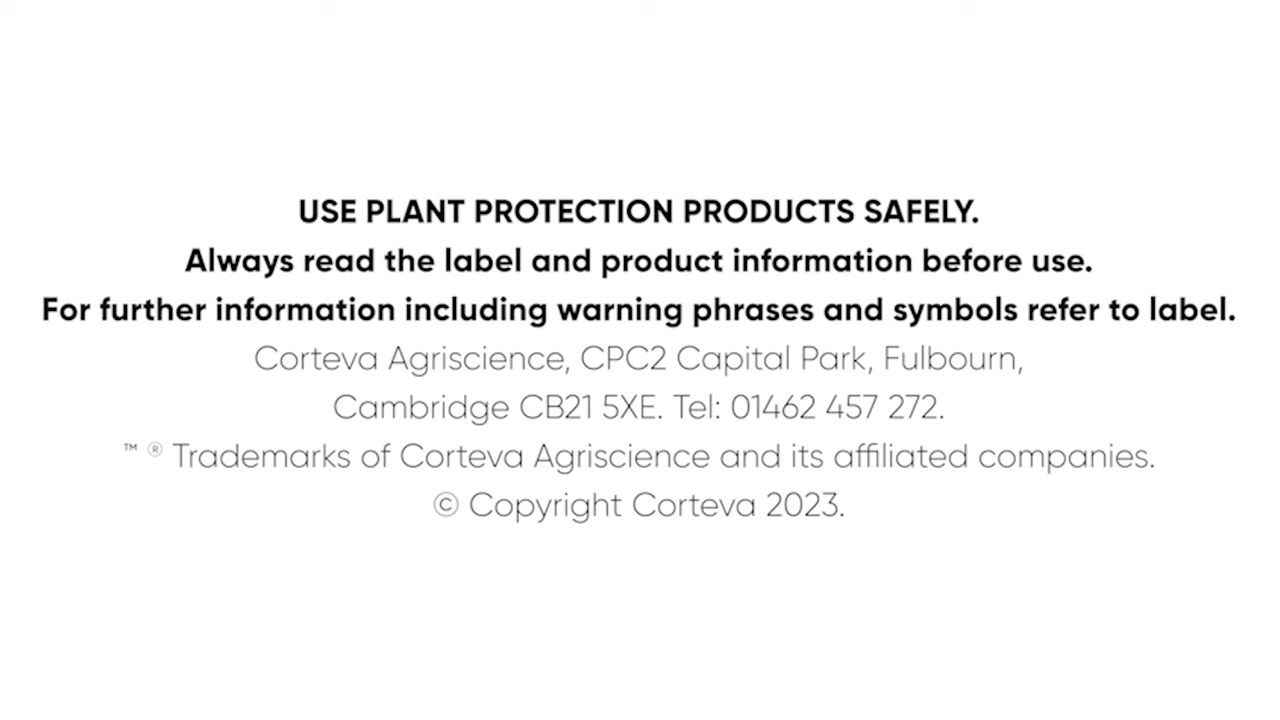 USE PLANT PROTECTION PRODUCTS SAFELY.
Always read the label and product information before use.
For further information including warning phrases and symbols refer to label.
Corteva Agriscience, CPC2 Capital Park, Fulbourn,
Cambridge CB21 5XE. Tel: 01462 457 272.
™ ® Trademarks of Corteva Agriscience and its affiliated companies.
© Copyright Corteva 2023.